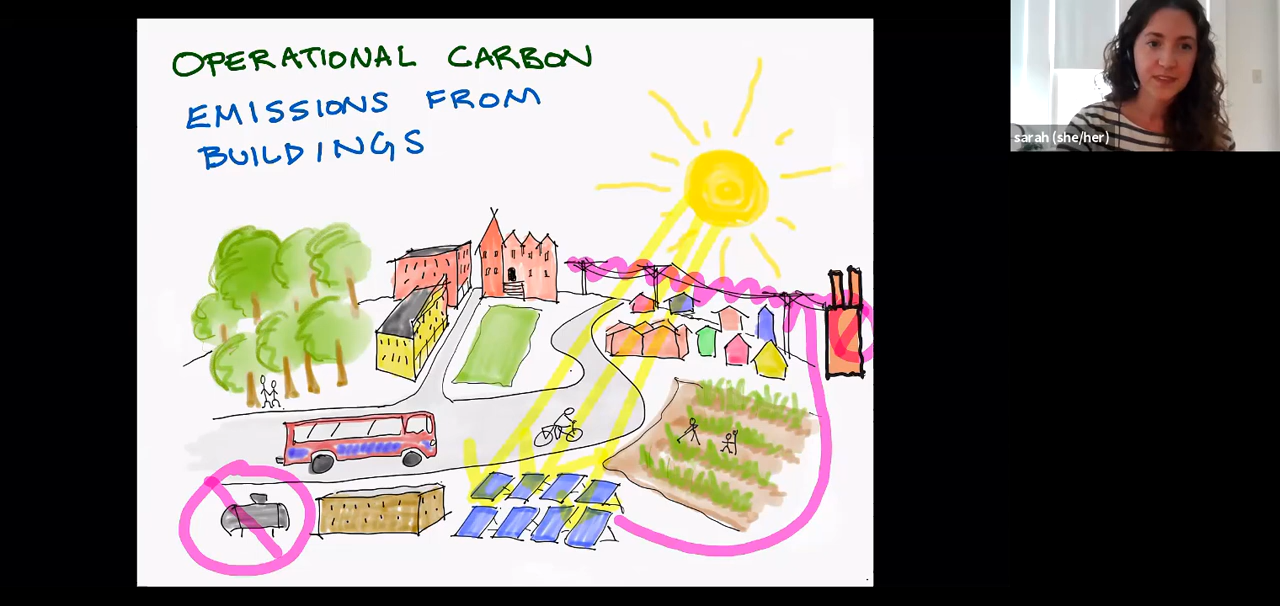 OPERATIONAL CARBON
EMISSIONS FROM
BUILDINGS
sarah (she/her)